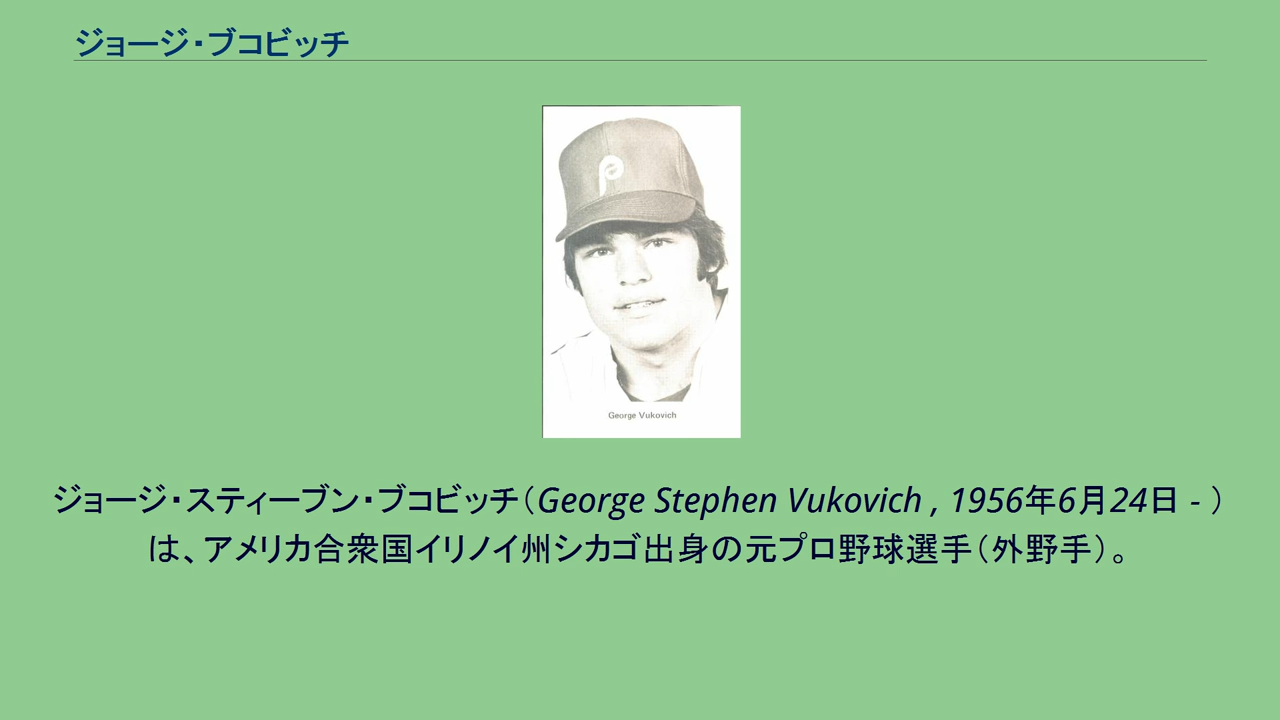 ジョージ・ブコビッチ
P
George Vukovich
ジョージ・スティーブン・ブコビッチ（George Stephen Vukovich , 1956年6月24日 - ）
は、アメリカ合衆国イリノイ州シカゴ出身の元プロ野球選手（外野手）。